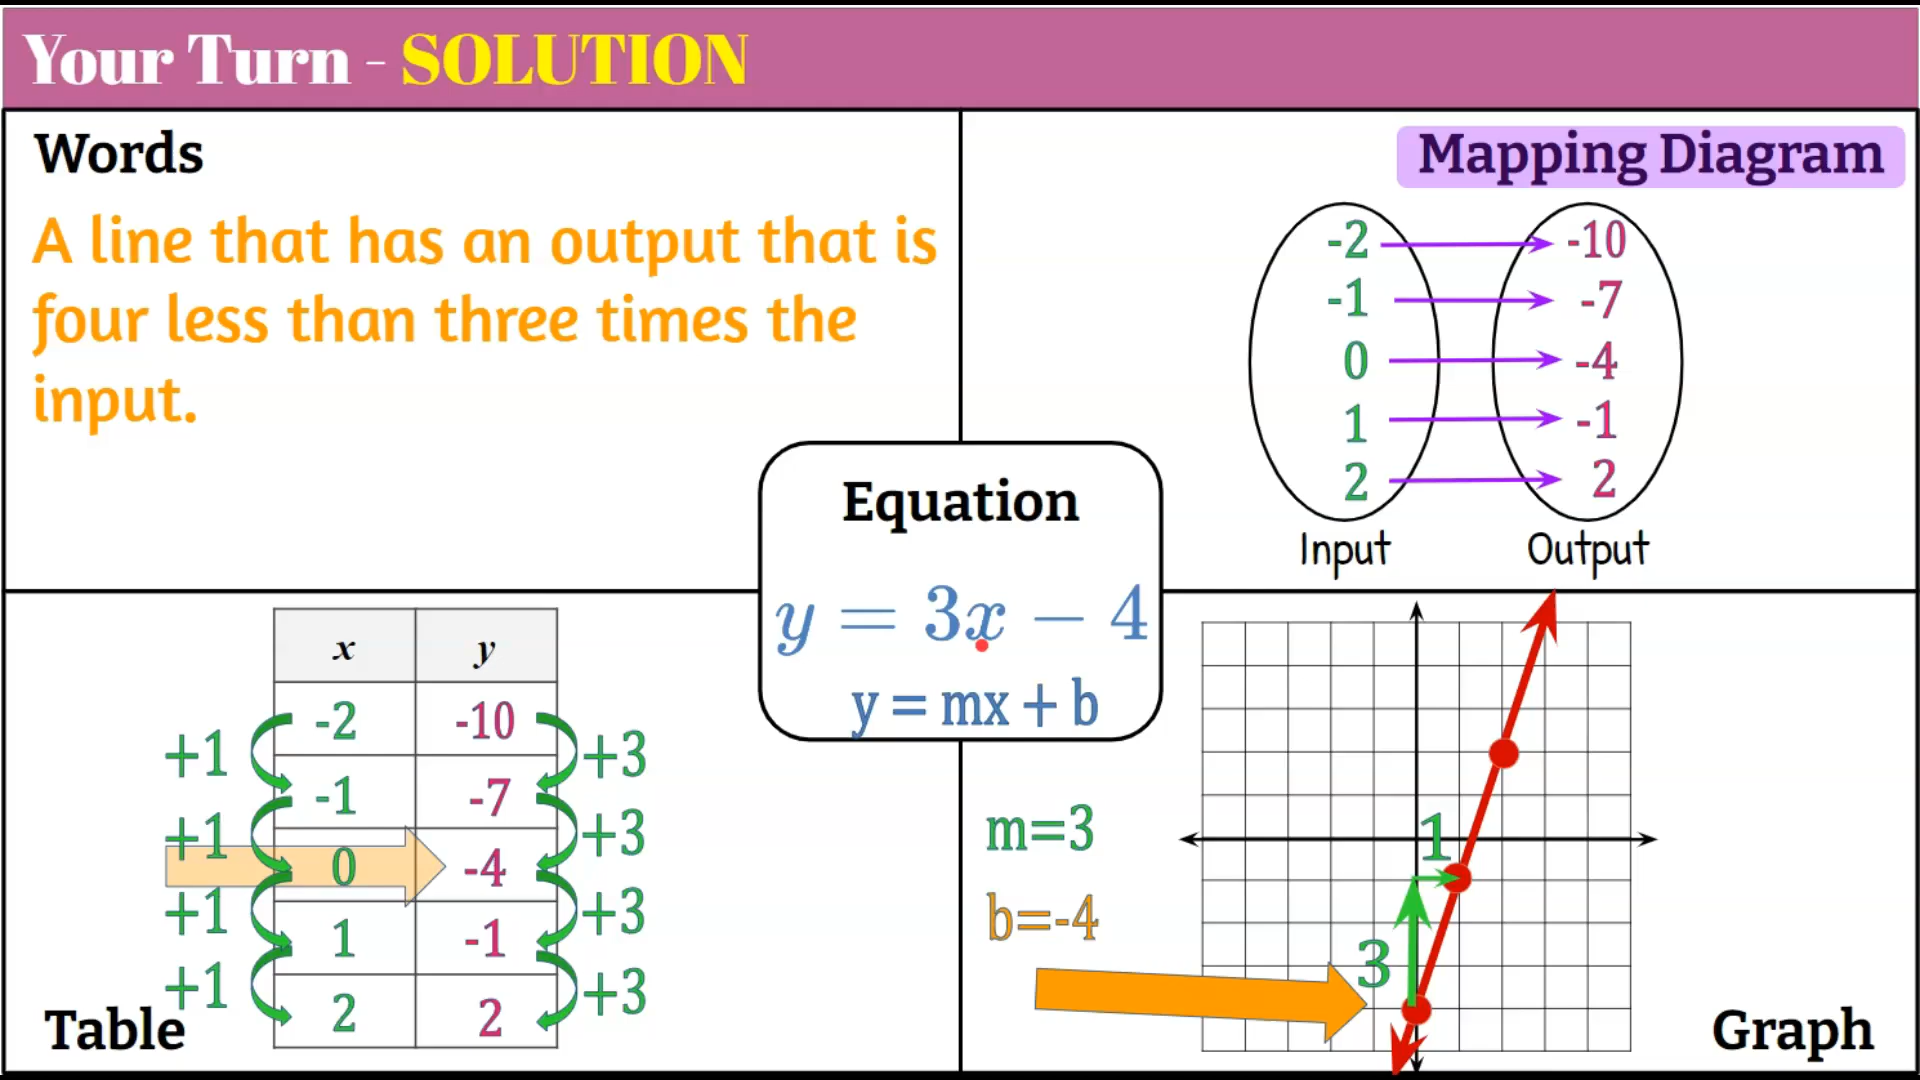 Your Turn - SOLUTION
Words
A line that has an output that is
four less than three times the
input.
Mapping Diagram
-2 -10
-1 -7
0 -4
1 -1
2 2
Input Output
Equation
y = 3x − 4
y = mx + b
x y
-2 -10
+1 +3
-1 -7
+1 +3
0 -4
+1 +3
1 -1
+1 +3
2 2
Table
m=3
b=-4
1
3
Graph